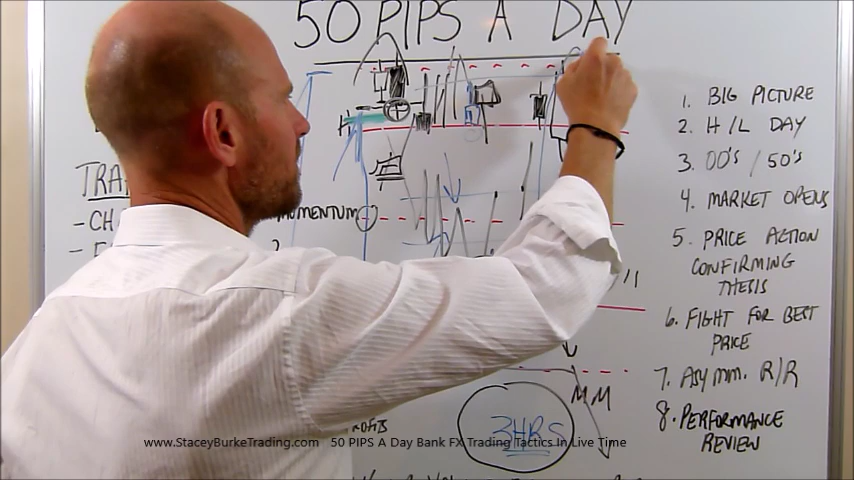 50 PIPS A DAY
MOMENTUM
1. BIG PICTURE
2. H/L DAY
3. 00's / 50's
4. MARKET OPENS
5. PRICE ACTION
CONFIRMING
THESIS
6. FIGHT FOR BEST
PRICE
7. ASYMM. R/R
8. PERFORMANCE
REVIEW
MM
3HRS
www.StaceyBurkeTrading.com 50 PIPS A Day Bank FX Trading Tactics In Live Time